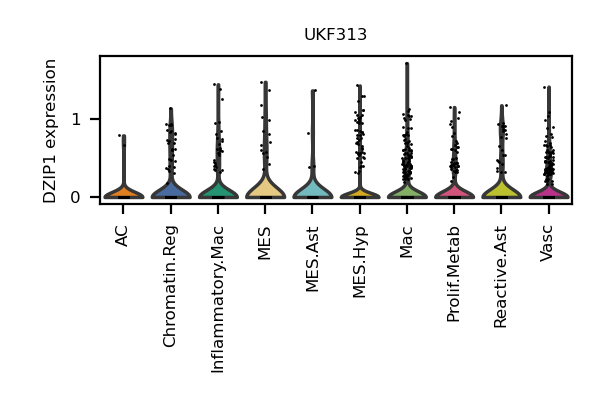 UKF313
DZIP1 expression
1
0
AC
Chromatin.Reg
Inflammatory.Mac
MES
MES.Ast
MES.Hyp
Mac
Prolif.Metab
Reactive.Ast
Vasc